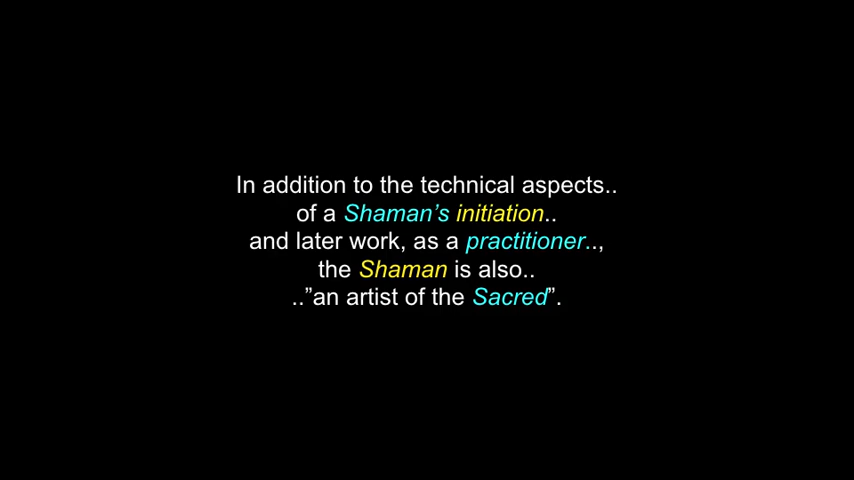 In addition to the technical aspects..
of a Shaman’s initiation..
and later work, as a practitioner..,
the Shaman is also..
..”an artist of the Sacred”.